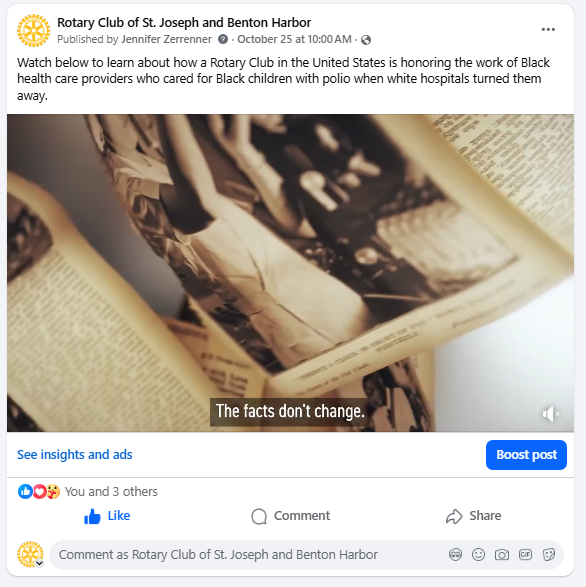 Rotary Club of St. Joseph and Benton Harbor
Published by Jennifer Zerrenner · October 25 at 10:00 AM ·
Watch below to learn about how a Rotary Club in the United States is honoring the work of Black
health care providers who cared for Black children with polio when white hospitals turned them
away.
The facts don't change.
See insights and ads
Boost post
You and 3 others
Like
Comment
Share
Comment as Rotary Club of St. Joseph and Benton Harbor
GIF